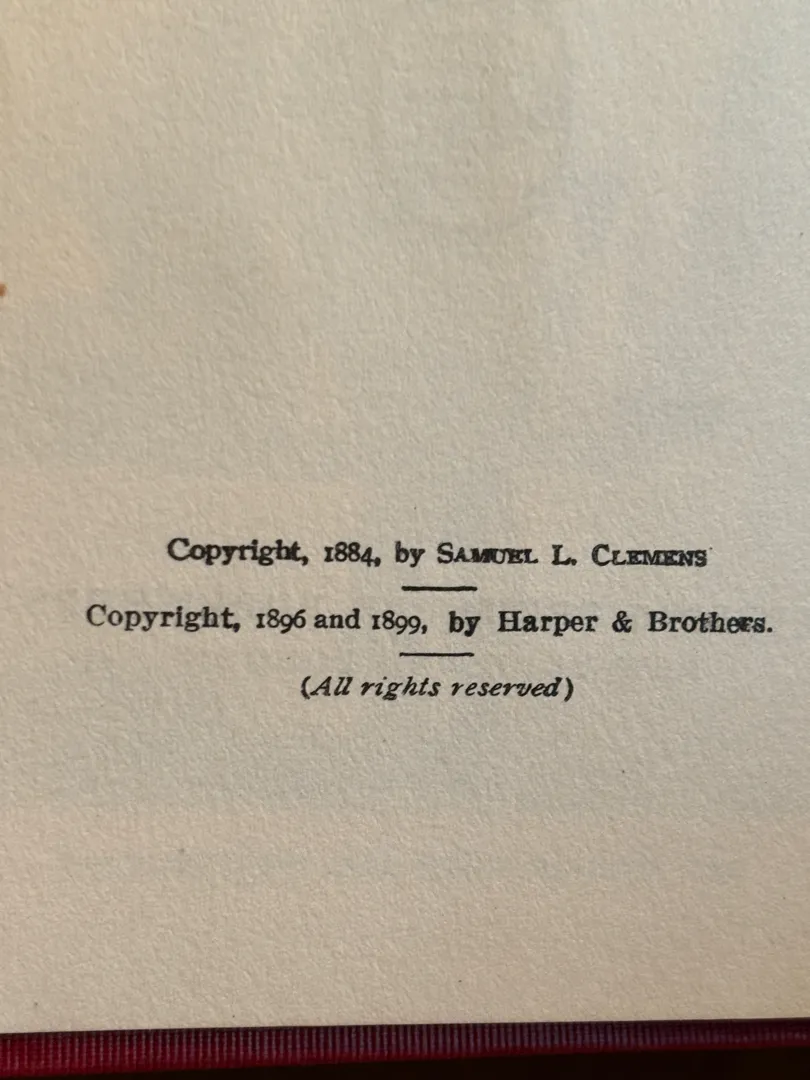 Copyright, 1884, by SAMUEL L. CLEMENS
Copyright, 1896 and 1899, by Harper & Brothers.
(All rights reserved)